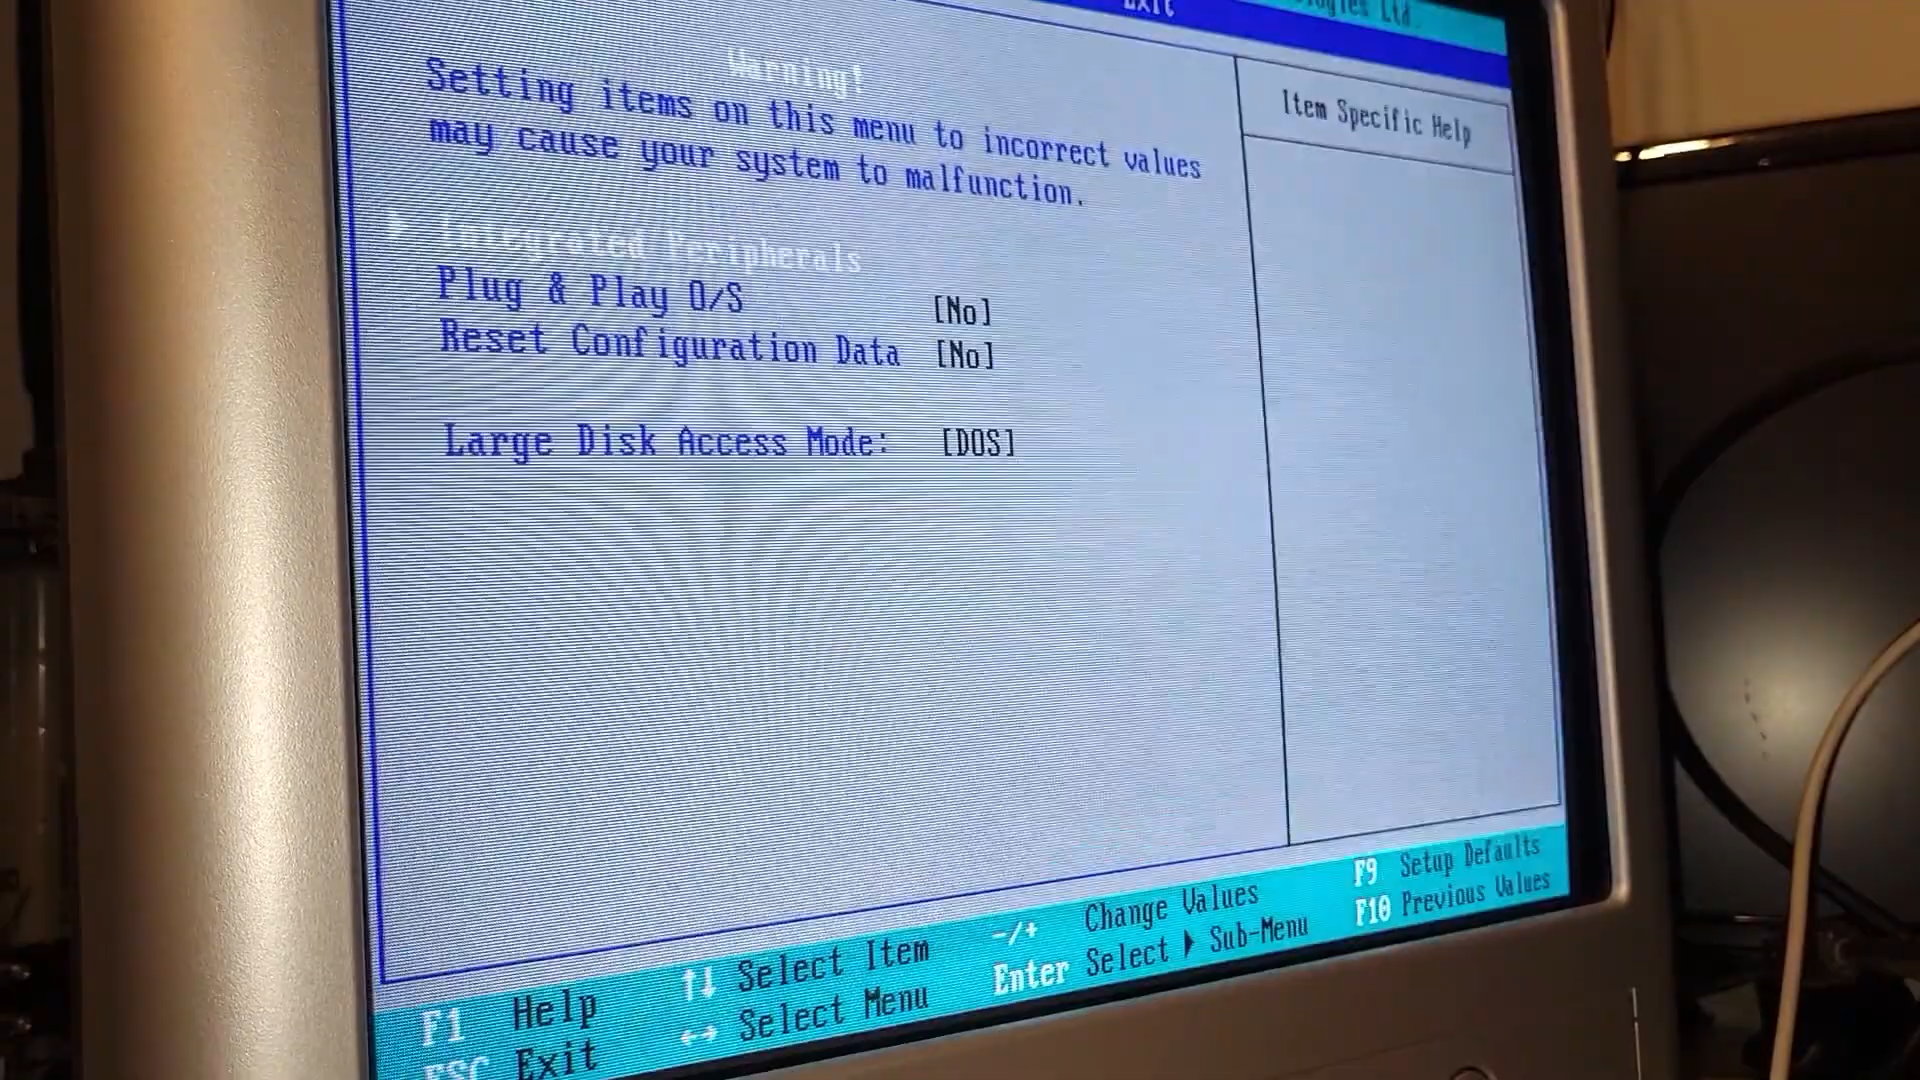 Exit
Ltd.
Warning!
Setting items on this menu to incorrect values
may cause your system to malfunction.
Item Specific Help
Integrated Peripherals
Plug & Play O/S [No]
Reset Configuration Data [No]
Large Disk Access Mode: [DOS]
F1 Help ↑↓ Select Item -/+ Change Values F9 Setup Defaults
ESC Exit ↔ Select Menu Enter Select ▶ Sub-Menu F10 Previous Values